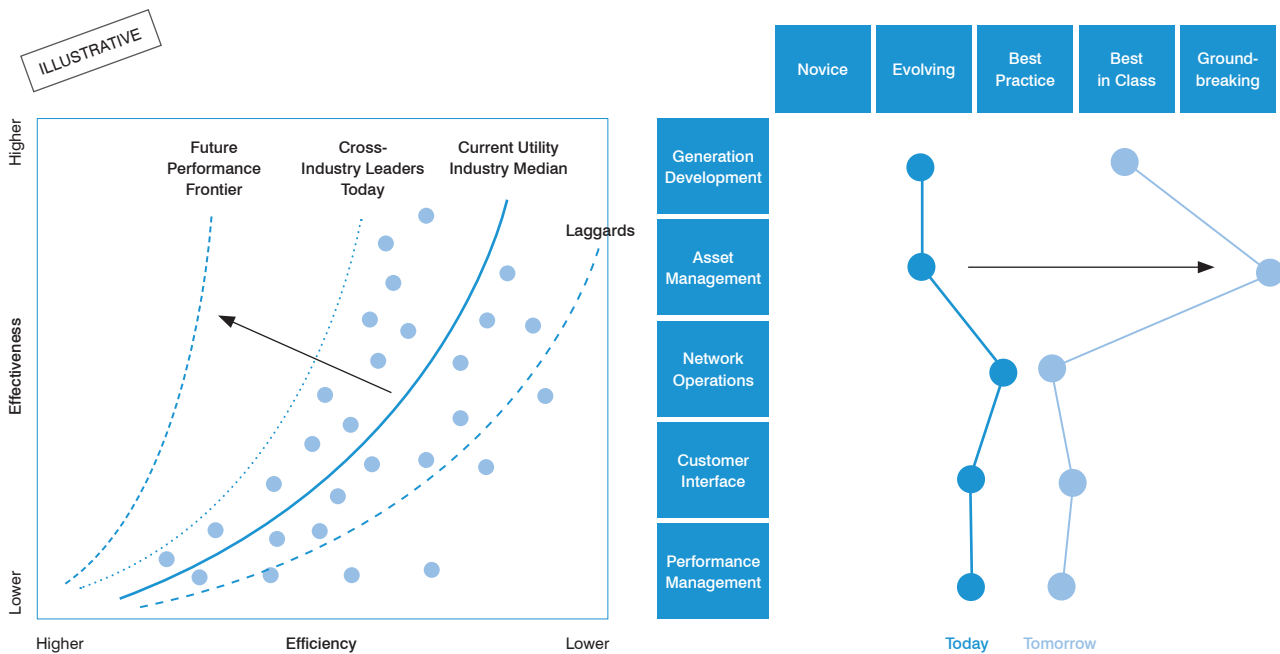 ILLUSTRATIVE
Higher
Effectiveness
Lower
Future
Performance
Frontier
Cross-
Industry Leaders
Today
Current Utility
Industry Median
Laggards
Higher
Efficiency
Lower
Novice
Evolving
Best
Practice
Best
in Class
Ground-
breaking
Generation
Development
Asset
Management
Network
Operations
Customer
Interface
Performance
Management
Today
Tomorrow